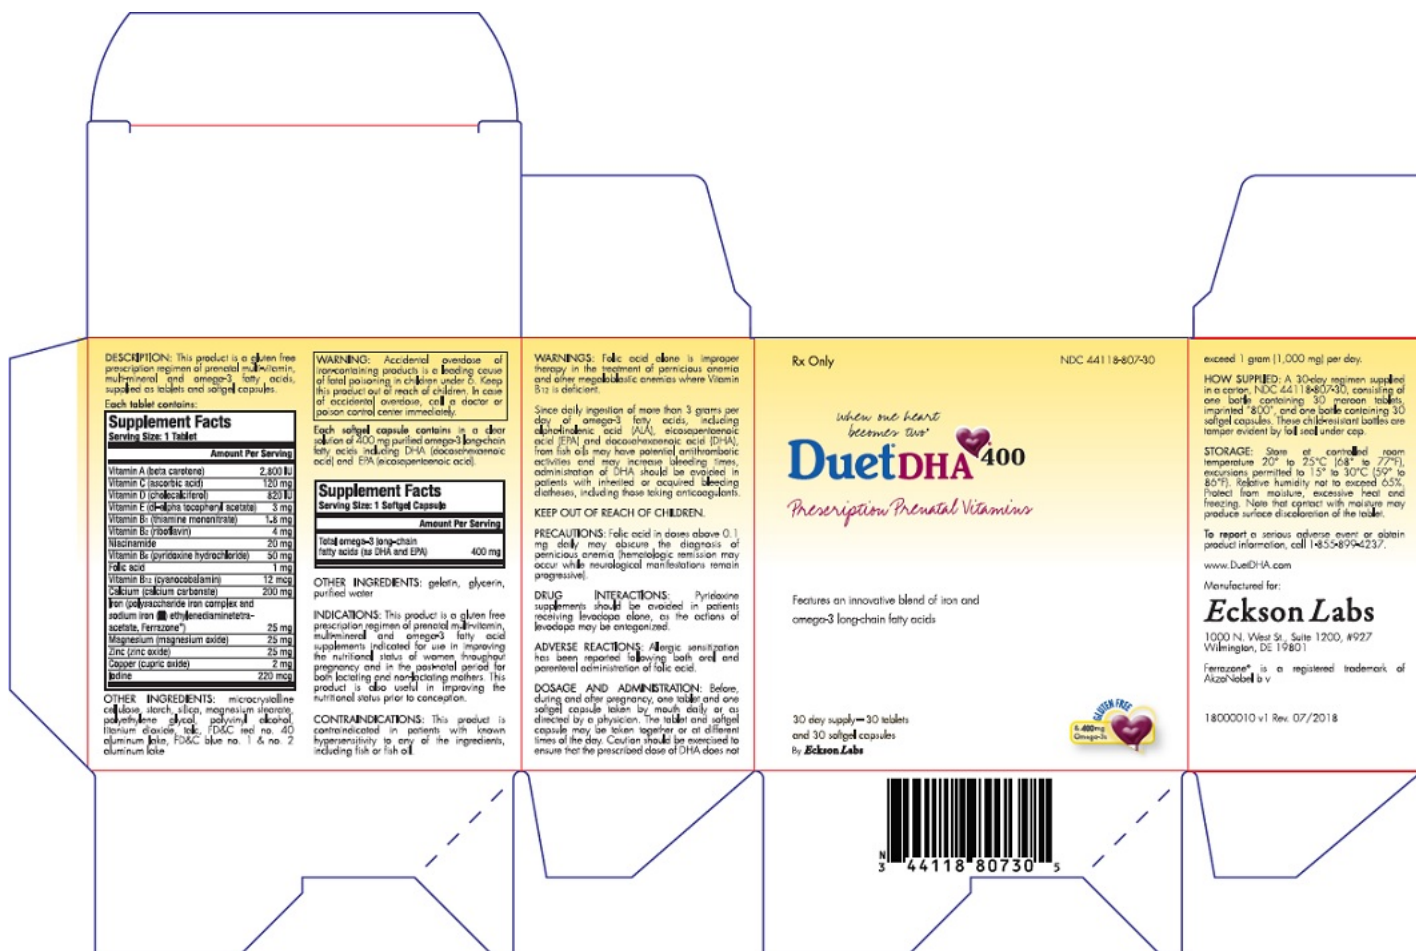 DESCRIPTION: This product is a gluten free
prescription regimen of prenatal multi-vitamin,
multi-mineral and omega-3 fatty acids,
supplied as tablets and softgel capsules.
Each tablet contains:
Supplement Facts
Serving Size: 1 Tablet
Amount Per Serving
Vitamin A (beta carotene) 2,800 IU
Vitamin C (ascorbic acid) 120 mg
Vitamin D (cholecalciferol) 820 IU
Vitamin E (dl-alpha tocopheryl acetate) 3 mg
Vitamin B1 (thiamine mononitrate) 1.8 mg
Vitamin B2 (riboflavin) 4 mg
Niacinamide 20 mg
Vitamin B6 (pyridoxine hydrochloride) 50 mg
Folic acid 1 mg
Vitamin B12 (cyanocobalamin) 12 mcg
Calcium (calcium carbonate) 200 mg
Iron (polysaccharide iron complex and
sodium iron ethylenediaminetetra-
acetate, Ferrazone®) 25 mg
Magnesium (magnesium oxide) 25 mg
Zinc (zinc oxide) 25 mg
Copper (cupric oxide) 2 mg
Iodine 220 mcg
OTHER INGREDIENTS: microcrystalline
cellulose, starch, silica, magnesium stearate,
polyethylene glycol, polyvinyl alcohol,
titanium dioxide, talc, FD&C red no. 40
aluminum lake, FD&C blue no. 1 & no. 2
aluminum lake
WARNING: Accidental overdose of
iron-containing products is a leading cause
of fatal poisoning in children under 6. Keep
this product out of reach of children. In case
of accidental overdose, call a doctor or
poison control center immediately.
Each softgel capsule contains in a clear
solution of 400 mg purified omega-3 long-chain
fatty acids including DHA (docosahexaenoic
acid) and EPA (eicosapentaenoic acid).
Supplement Facts
Serving Size: 1 Softgel Capsule
Amount Per Serving
Total omega-3 long-chain
fatty acids (as DHA and EPA) 400 mg
OTHER INGREDIENTS: gelatin, glycerin,
purified water
INDICATIONS: This product is a gluten free
prescription regimen of prenatal multi-vitamin,
multi-mineral and omega-3 fatty acid
supplements indicated for use in improving
the nutritional status of women throughout
pregnancy and in the postnatal period for
both lactating and non-lactating mothers. This
product is also useful in improving the
nutritional status prior to conception.
CONTRAINDICATIONS: This product is
contraindicated in patients with known
hypersensitivity to any of the ingredients,
including fish or fish oil.
WARNINGS: Folic acid alone is improper
therapy in the treatment of pernicious anemia
and other megaloblastic anemias where Vitamin
B12 is deficient.
Since daily ingestion of more than 3 grams per
day of omega-3 fatty acids, including
alpha-linolenic acid (ALA), eicosapentaenoic
acid (EPA) and docosahexaenoic acid (DHA),
from fish oils may have potential antithrombotic
activities and may increase bleeding times,
administration of DHA should be avoided in
patients with inherited or acquired bleeding
diatheses, including those taking anticoagulants.
KEEP OUT OF REACH OF CHILDREN.
PRECAUTIONS: Folic acid in doses above 0.1
mg daily may obscure the diagnosis of
pernicious anemia (hematologic remission may
occur while neurological manifestations remain
progressive).
DRUG INTERACTIONS: Pyridoxine
supplements should be avoided in patients
receiving levodopa alone, as the actions of
levodopa may be antagonized.
ADVERSE REACTIONS: Allergic sensitization
has been reported following both oral and
parenteral administration of folic acid.
DOSAGE AND ADMINISTRATION: Before,
during and after pregnancy, one tablet and one
softgel capsule taken by mouth daily or as
directed by a physician. The tablet and softgel
capsule may be taken together or at different
times of the day. Caution should be exercised to
ensure that the prescribed dose of DHA does not
Rx Only NDC 44118-807-30
when one heart
becomes two®
Duet® DHA 400
Prescription Prenatal Vitamins
Features an innovative blend of iron and
omega-3 long-chain fatty acids
30 day supply—30 tablets
and 30 softgel capsules
By Eckson Labs
GLUTEN FREE
& 400mg
Omega-3s
N
3 44118 80730 5
exceed 1 gram (1,000 mg) per day.
HOW SUPPLIED: A 30-day regimen supplied
in a carton, NDC 44118-807-30, consisting of
one bottle containing 30 maroon tablets,
imprinted "800", and one bottle containing 30
softgel capsules. These child-resistant bottles are
tamper evident by foil seal under cap.
STORAGE: Store at controlled room
temperature 20° to 25°C (68° to 77°F),
excursions permitted to 15° to 30°C (59° to
86°F). Relative humidity not to exceed 65%.
Protect from moisture, excessive heat and
freezing. Note that contact with moisture may
produce surface discoloration of the tablet.
To report a serious adverse event or obtain
product information, call 1-855-899-4237.
www.DuetDHA.com
Manufactured for:
Eckson Labs
1000 N. West St., Suite 1200, #927
Wilmington, DE 19801
Ferrazone®, is a registered trademark of
AkzoNobel b v
18000010 v1 Rev. 07/2018